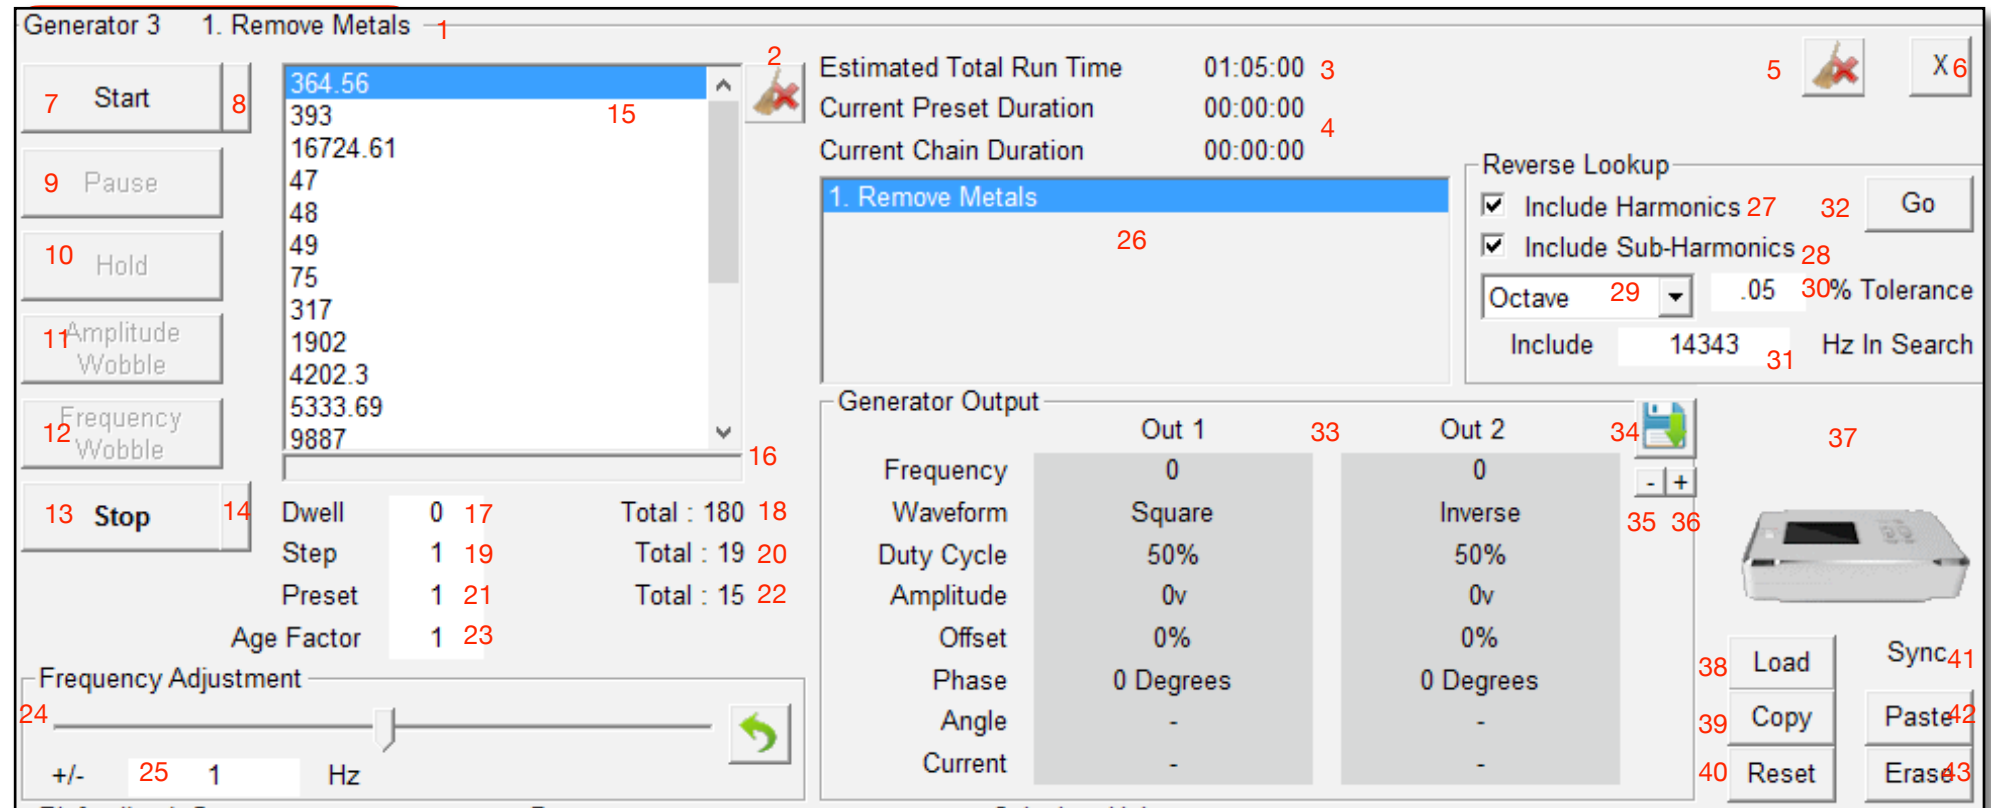 Generator 3 1. Remove Metals 1
2
Estimated Total Run Time 01:05:00 3
5
X 6
7 Start 8
364.56
393
15
16724.61
47
48
49
75
317
1902
4202.3
5333.69
9887
Current Preset Duration 00:00:00
4
Current Chain Duration 00:00:00
9 Pause
10 Hold
11 Amplitude
Wobble
12 Frequency
Wobble
16
13 Stop 14
1. Remove Metals
26
Reverse Lookup
Include Harmonics 27
32 Go
Include Sub-Harmonics 28
Octave 29
.05 30 % Tolerance
Include 14343 31 Hz In Search
Dwell 0 17 Total : 180 18
Step 1 19 Total : 19 20
Preset 1 21 Total : 15 22
Age Factor 1 23
Frequency Adjustment
24
+/- 25 1 Hz
Generator Output
Out 1 33 Out 2 34
Frequency 0 0
- +
35 36
Waveform Square Inverse
Duty Cycle 50% 50%
Amplitude 0v 0v
Offset 0% 0%
Phase 0 Degrees 0 Degrees
Angle - -
Current - -
37
38 Load Sync 41
39 Copy Paste 42
40 Reset Erase 43